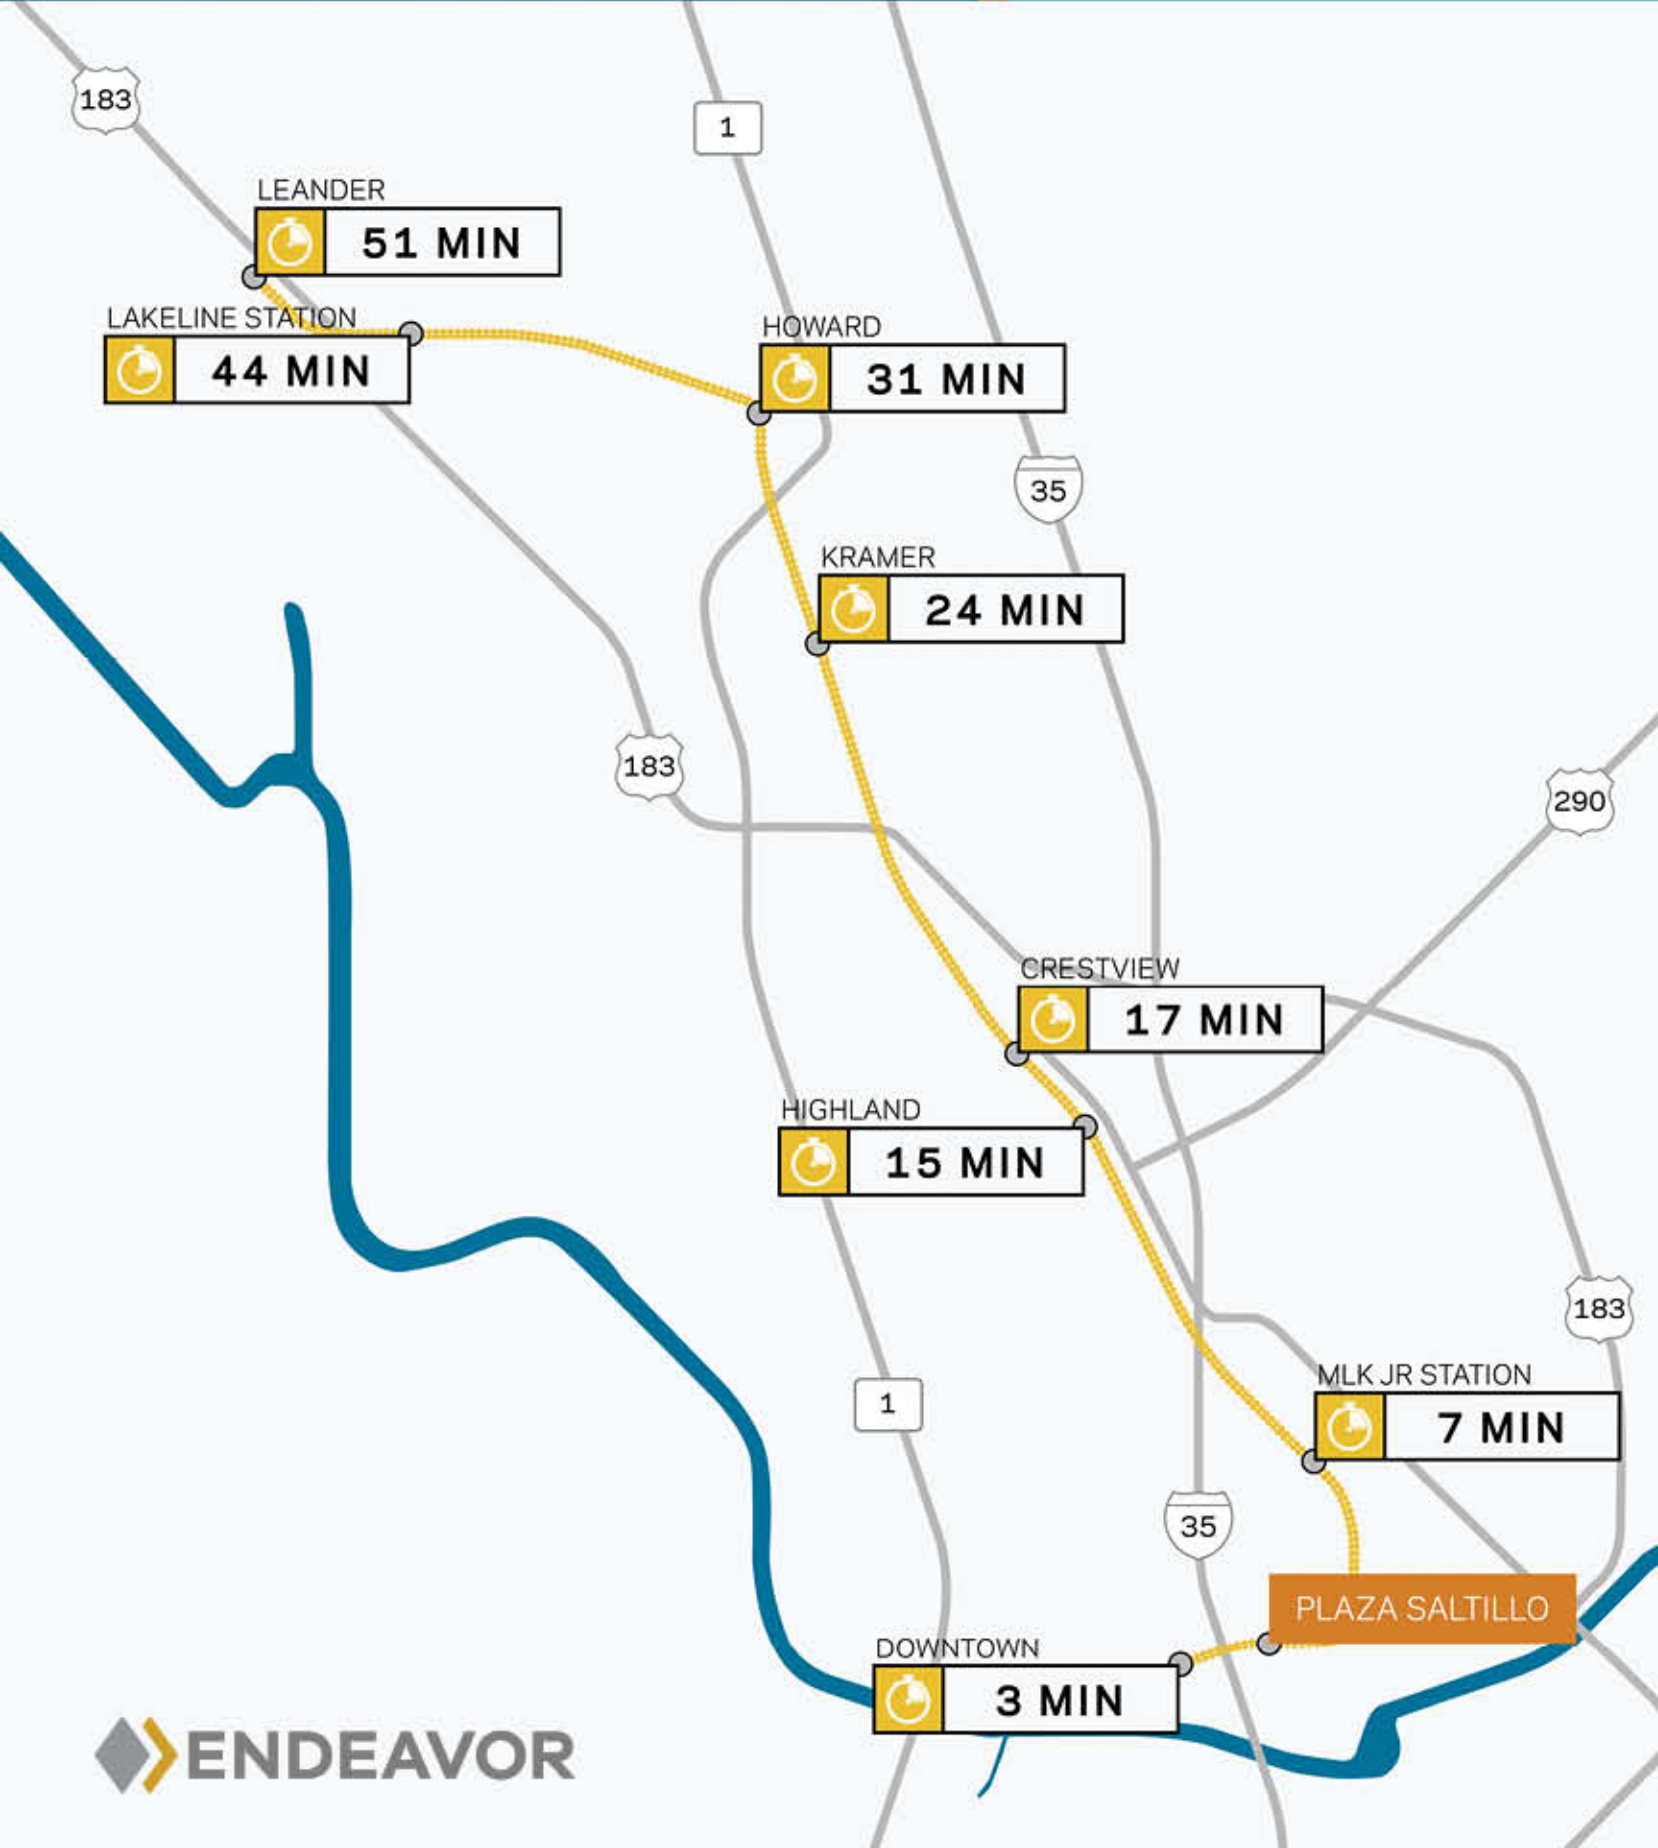 183
1
LEANDER
51 MIN
LAKELINE STATION
44 MIN
HOWARD
31 MIN
35
KRAMER
24 MIN
183
290
CRESTVIEW
17 MIN
HIGHLAND
15 MIN
183
MLK JR STATION
7 MIN
1
35
PLAZA SALTILLO
DOWNTOWN
3 MIN
ENDEAVOR